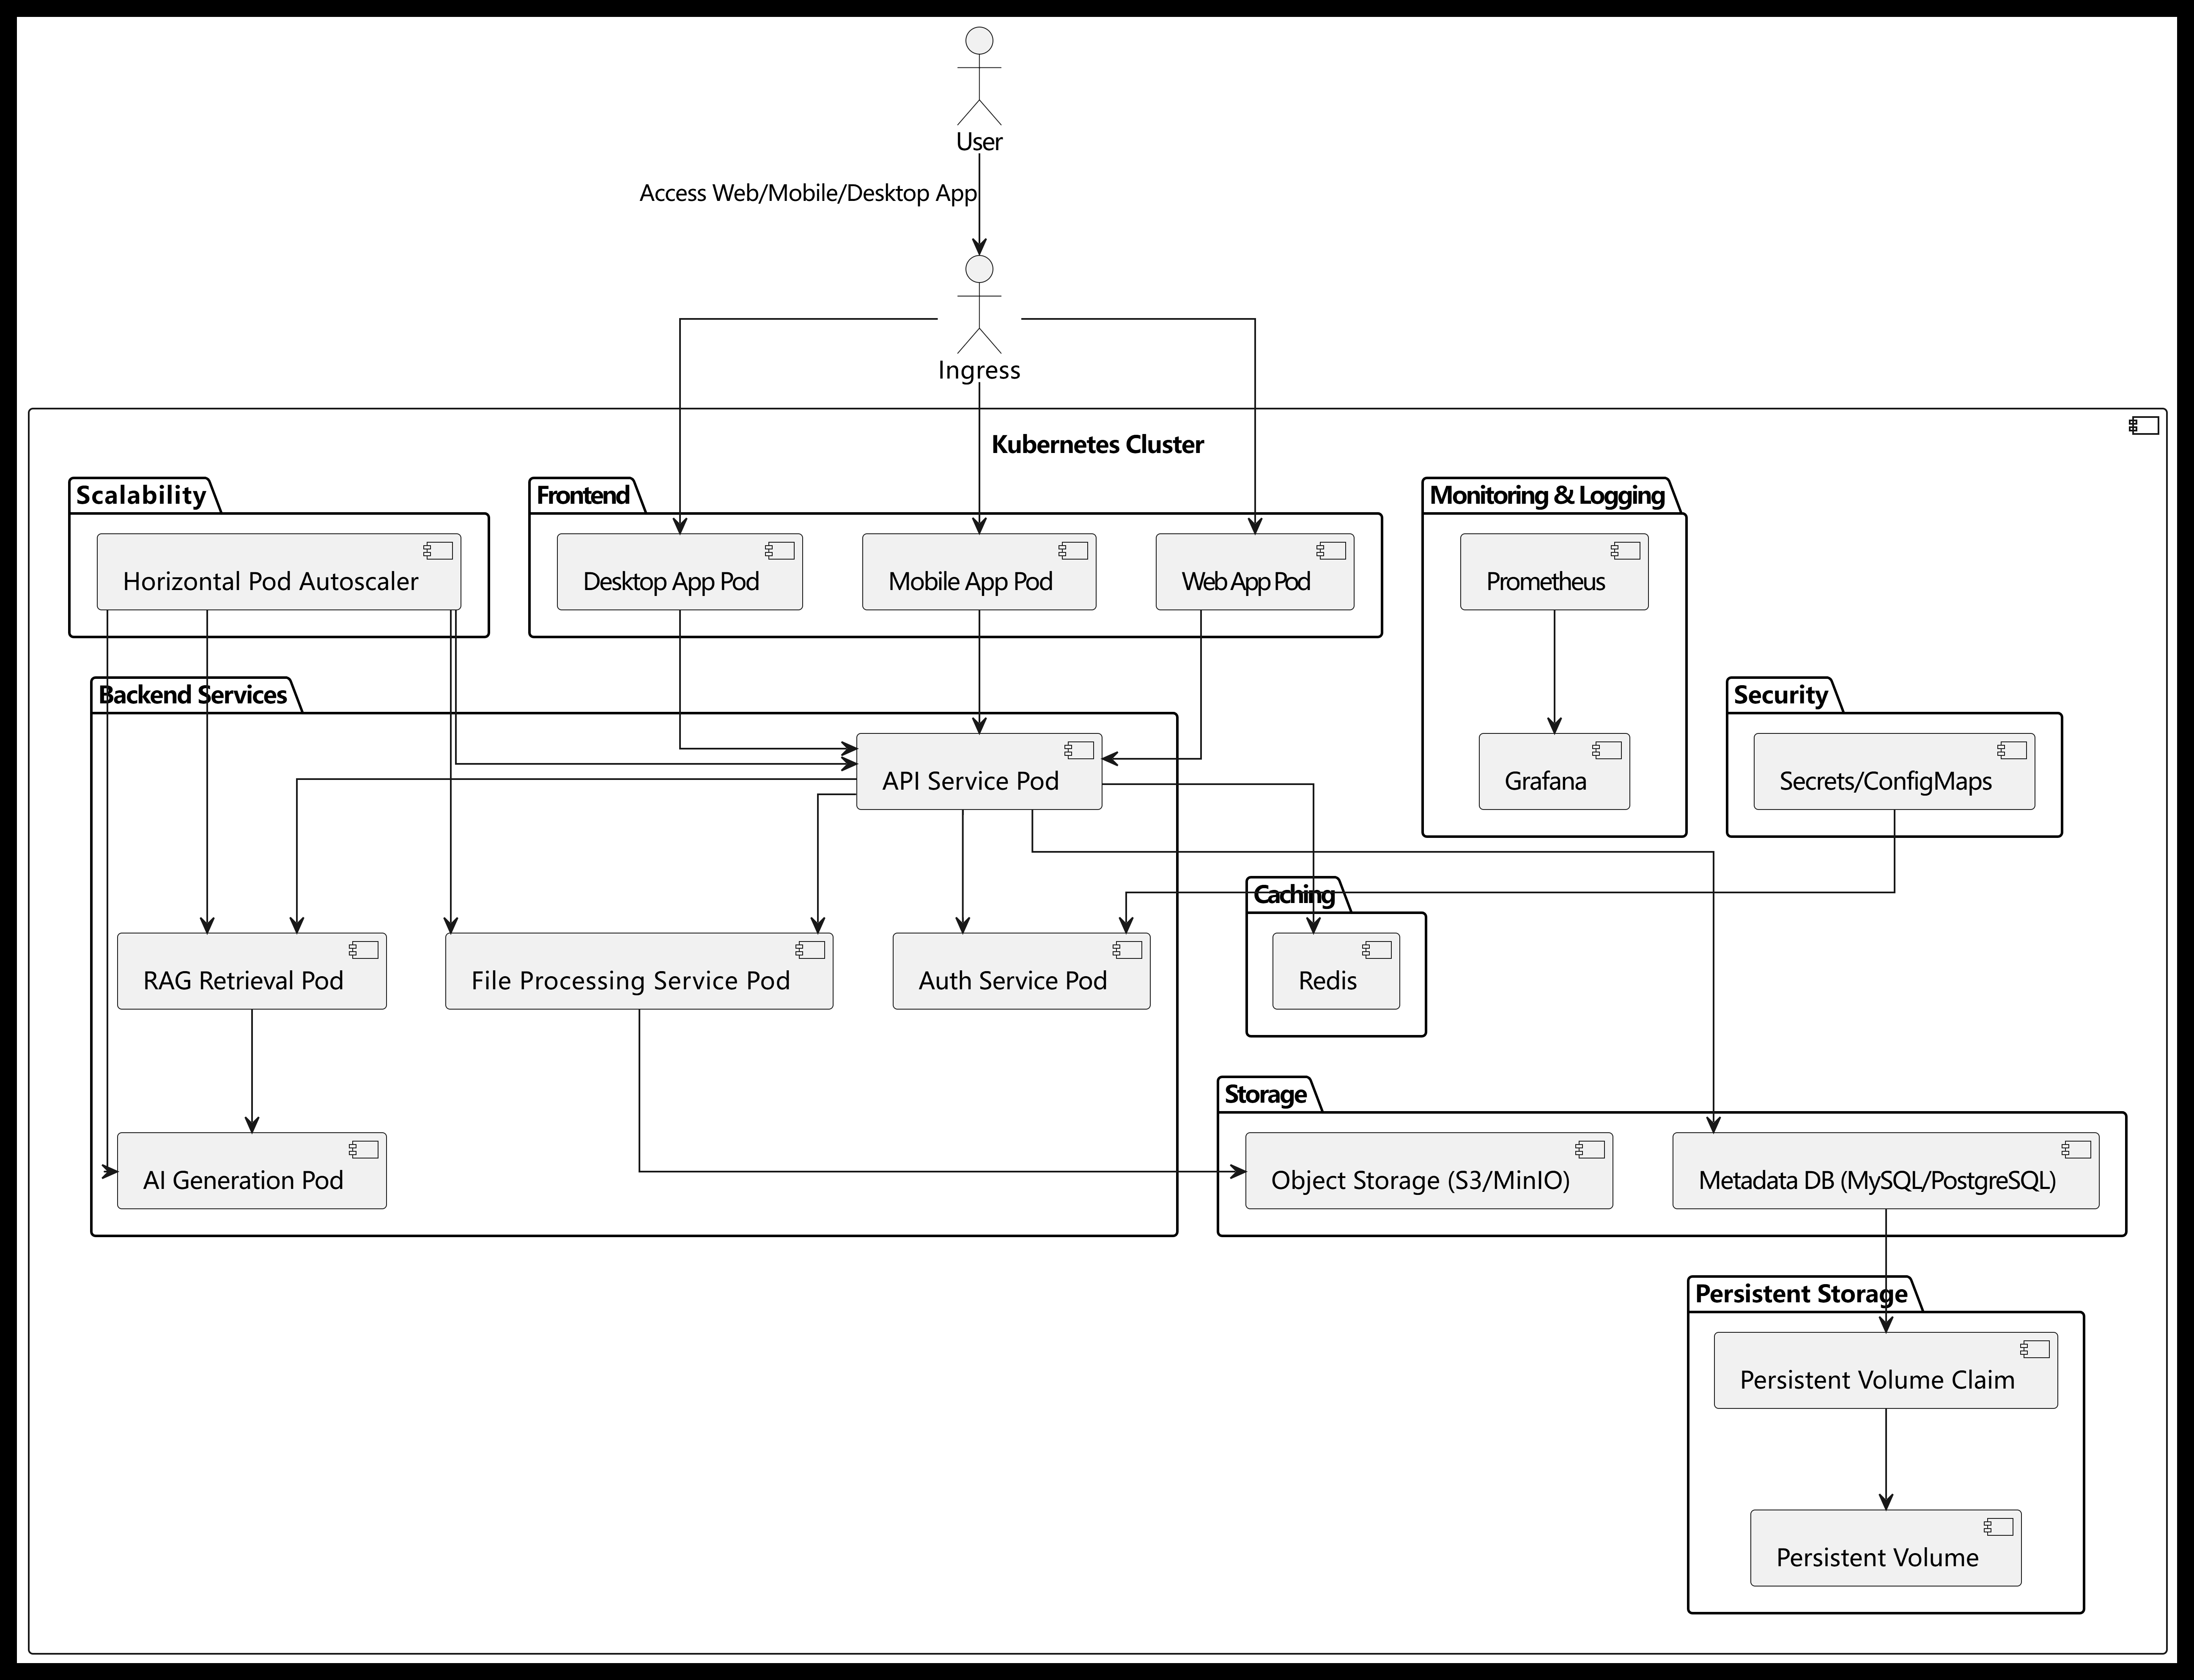 User
Access Web/Mobile/Desktop App
Ingress
Kubernetes Cluster
Scalability
Horizontal Pod Autoscaler
Frontend
Desktop App Pod
Mobile App Pod
Web App Pod
Monitoring & Logging
Prometheus
Grafana
Security
Secrets/ConfigMaps
Backend Services
API Service Pod
RAG Retrieval Pod
File Processing Service Pod
Auth Service Pod
AI Generation Pod
Caching
Redis
Storage
Object Storage (S3/MinIO)
Metadata DB (MySQL/PostgreSQL)
Persistent Storage
Persistent Volume Claim
Persistent Volume